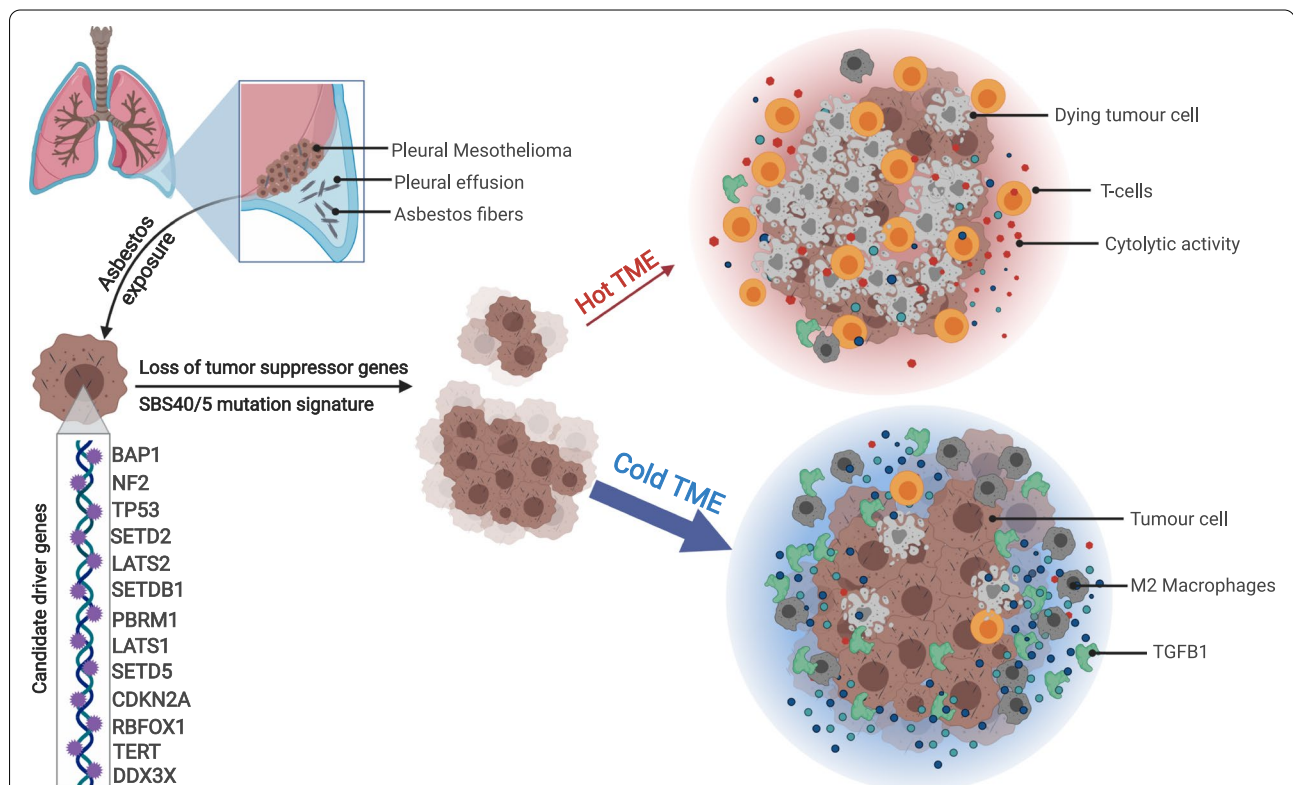 Pleural Mesothelioma
Pleural effusion
Asbestos fibers
Asbestos
exposure
Loss of tumor suppressor genes
SBS40/5 mutation signature
Candidate driver genes
BAP1
NF2
TP53
SETD2
LATS2
SETDB1
PBRM1
LATS1
SETD5
CDKN2A
RBFOX1
TERT
DDX3X
Hot TME
Dying tumour cell
T-cells
Cytolytic activity
Cold TME
Tumour cell
M2 Macrophages
TGFB1